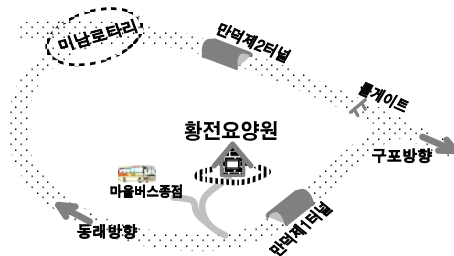 미남로타리
만덕제2터널
톨게이트
황전요양원
구포방향
마을버스종점
만덕제1터널
동래방향